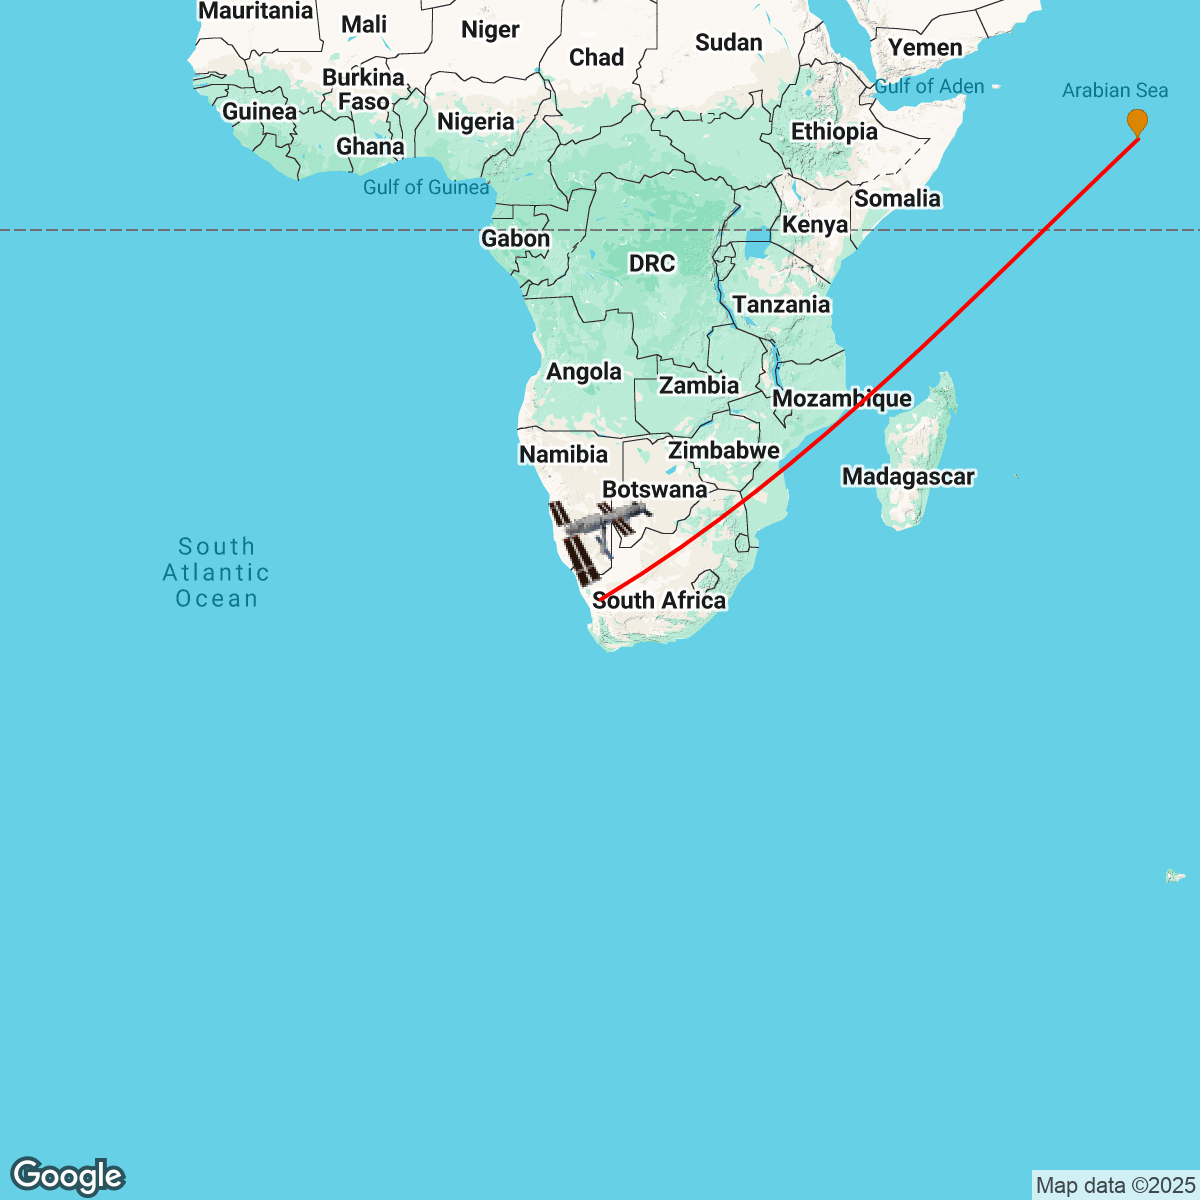 Mauritania
Mali
Niger
Chad
Sudan
Yemen
Gulf of Aden
Arabian Sea
Burkina
Faso
Guinea
Nigeria
Ethiopia
Ghana
Gulf of Guinea
Somalia
Kenya
Gabon
DRC
Tanzania
Angola
Zambia
Mozambique
Namibia
Zimbabwe
Botswana
Madagascar
South
Atlantic
Ocean
South Africa
Google
Map data ©2025